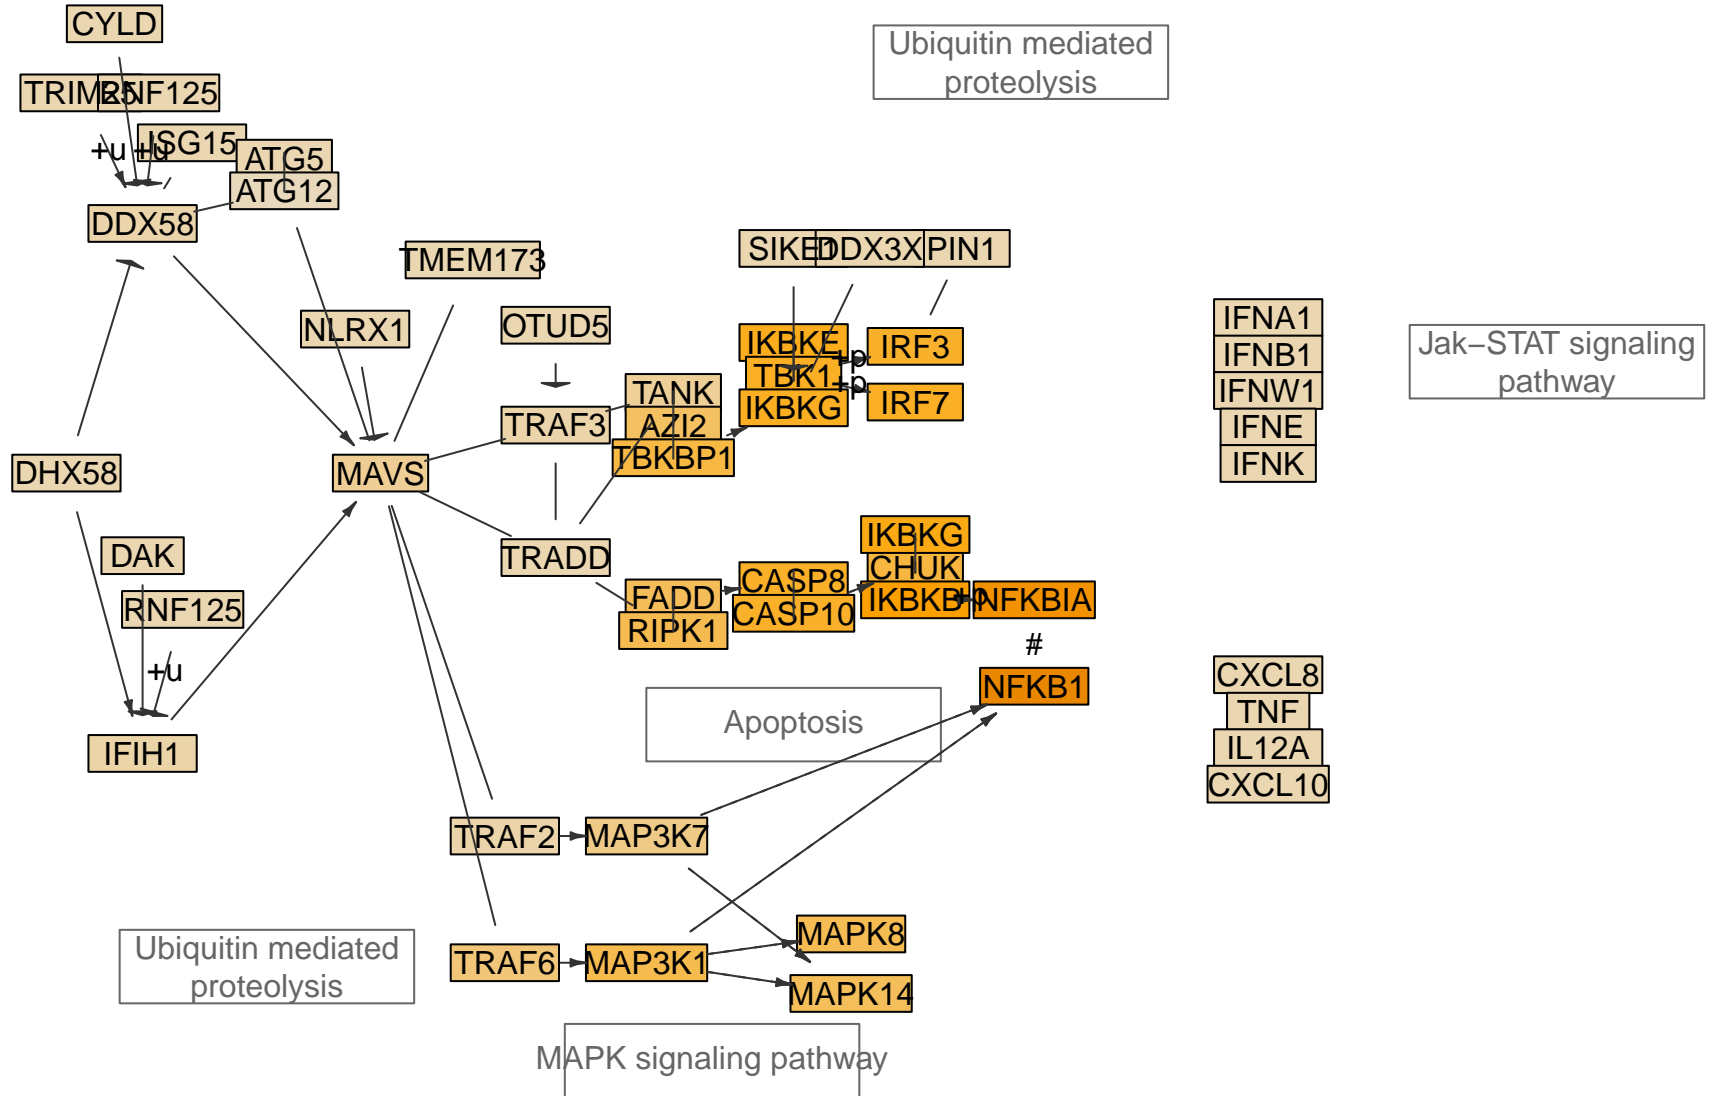 CYLD
Ubiquitin mediated
proteolysis
TRIM25
RNF125
+u
+u
ISG15
ATG5
ATG12
DDX58
TMEM173
SIKE1
DDX3X
PIN1
NLRX1
OTUD5
IKBKE
+p
IRF3
TBK1
+p
IKBKG
IRF7
IFNA1
IFNB1
IFNW1
IFNE
IFNK
Jak−STAT signaling
pathway
TANK
TRAF3
AZI2
TBKBP1
DHX58
MAVS
DAK
RNF125
+u
IFIH1
TRADD
FADD
RIPK1
CASP8
CASP10
IKBKG
CHUK
IKBKB
+p
NFKBIA
#
NFKB1
Apoptosis
CXCL8
TNF
IL12A
CXCL10
TRAF2
MAP3K7
TRAF6
MAP3K1
MAPK8
MAPK14
Ubiquitin mediated
proteolysis
MAPK signaling pathway